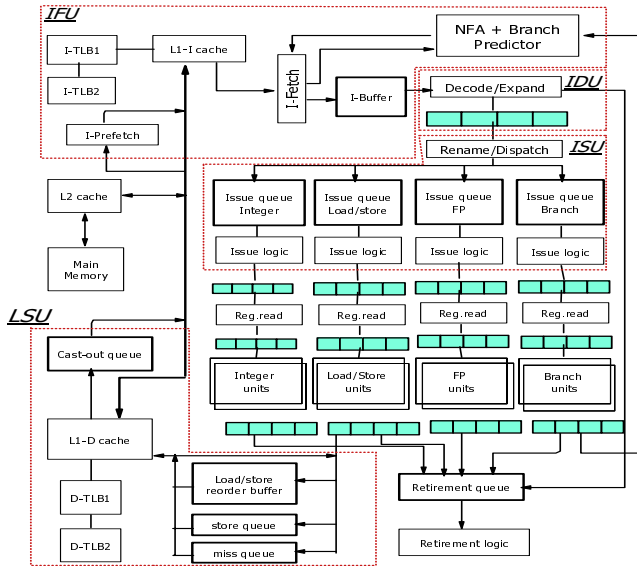 IFU
NFA + Branch
Predictor
I-TLB1
L1-I cache
I-Fetch
I-TLB2
I-Buffer
Decode/Expand
IDU
I-Prefetch
Rename/Dispatch
ISU
L2 cache
Issue queue
Integer
Issue queue
Load/store
Issue queue
FP
Issue queue
Branch
Main
Memory
Issue logic
Issue logic
Issue logic
Issue logic
LSU
Reg.read
Reg.read
Reg.read
Reg.read
Cast-out queue
Integer
units
Load/Store
units
FP
units
Branch
units
L1-D cache
Load/store
reorder buffer
Retirement queue
D-TLB1
store queue
D-TLB2
miss queue
Retirement logic